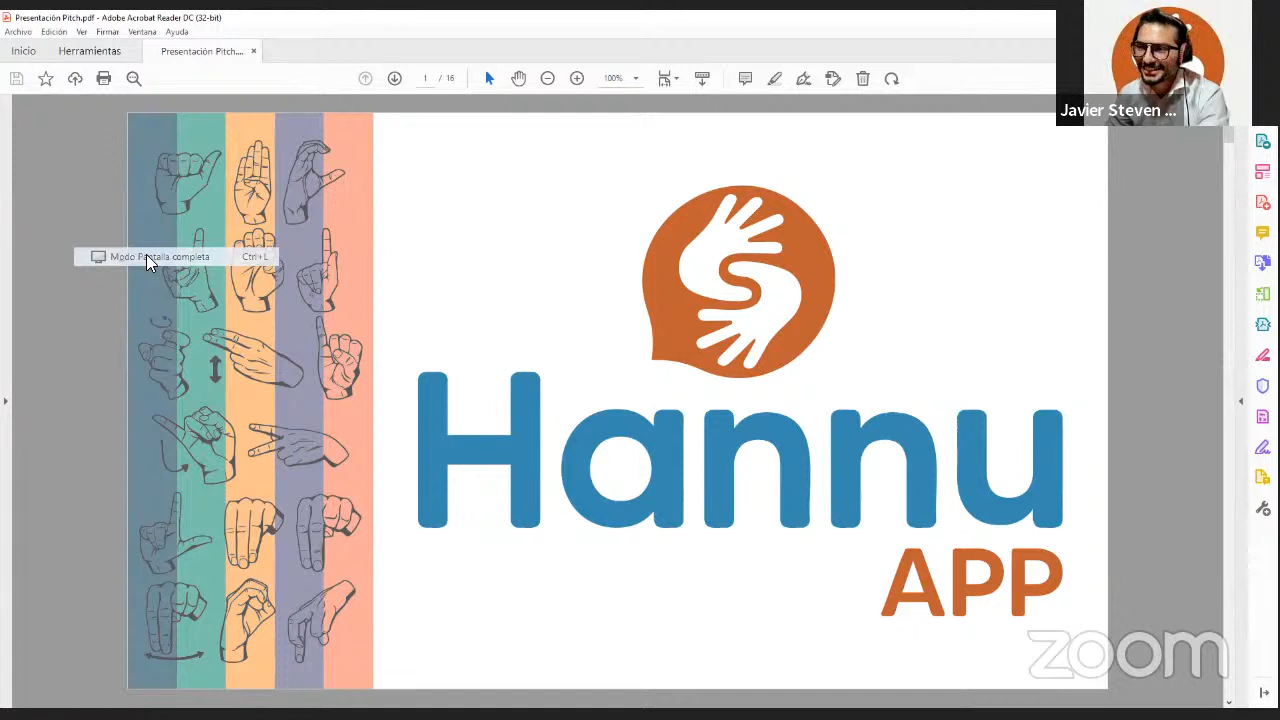 Presentación Pitch.pdf - Adobe Acrobat Reader DC (32-bit)
Archivo Edición Ver Firmar Ventana Ayuda
Inicio Herramientas Presentación Pitch.... ×
1 / 16 100%
Javier Steven ...
Modo Pantalla completa Ctrl+L
Hannu
APP
zoom